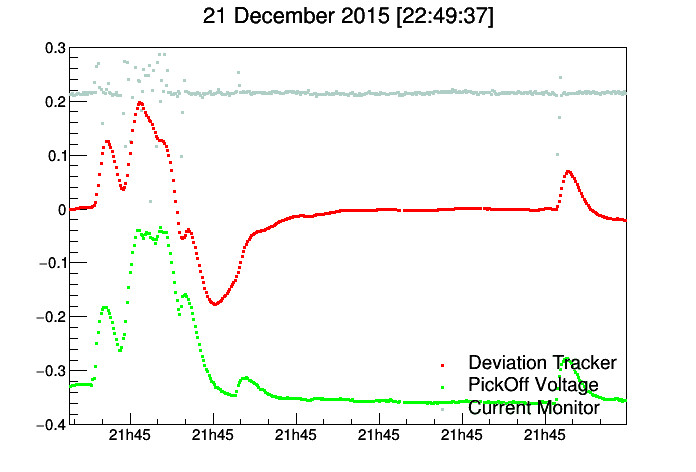 21 December 2015 [22:49:37]
0.3
0.2
0.1
0
−0.1
−0.2
−0.3
−0.4
21h45 21h45 21h45 21h45 21h45 21h45
Deviation Tracker
PickOff Voltage
Current Monitor